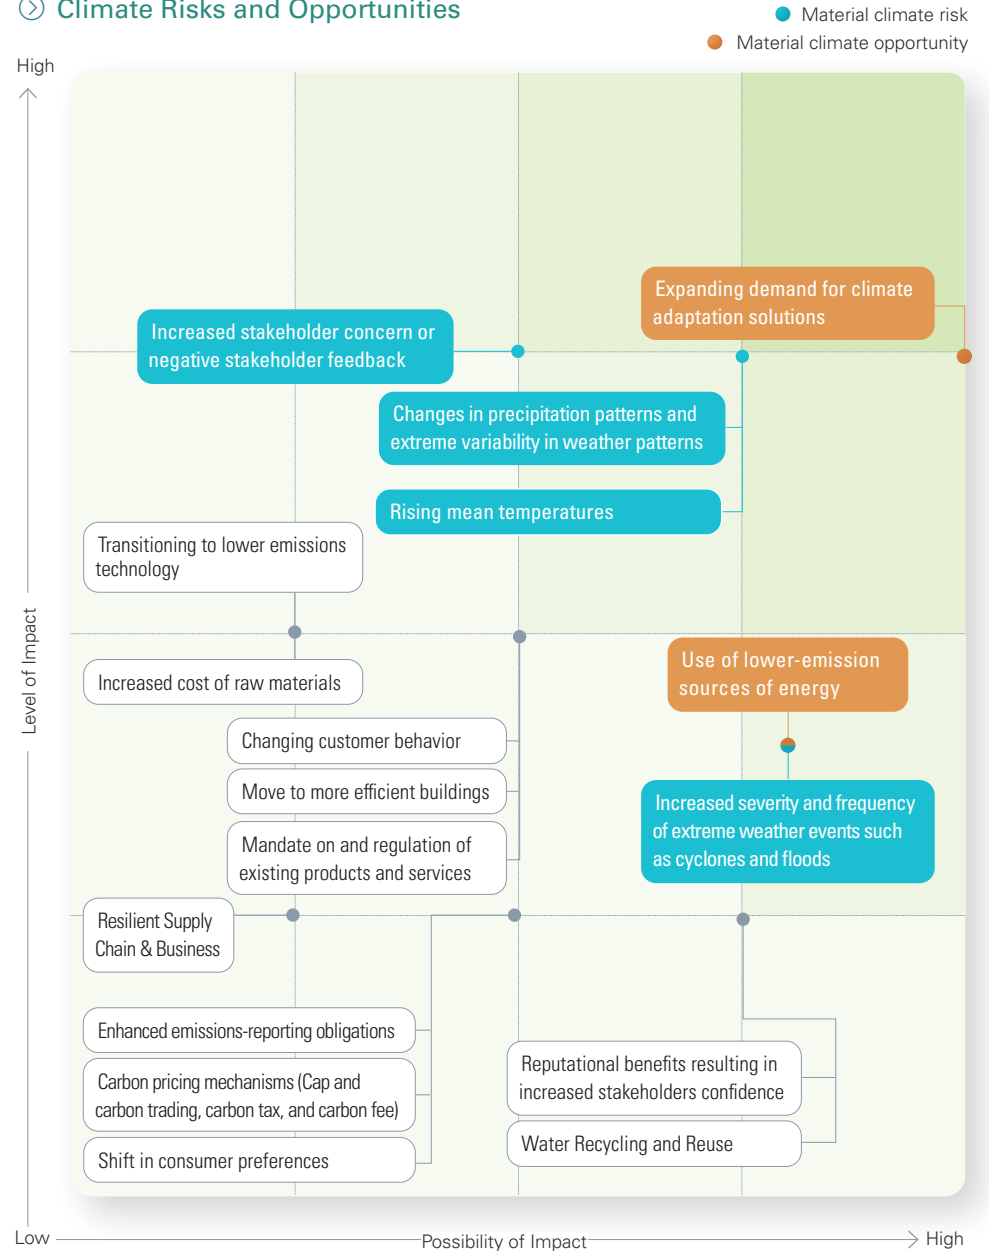 Climate Risks and Opportunities
Material climate risk
Material climate opportunity
High
Expanding demand for climate
adaptation solutions
Increased stakeholder concern or
negative stakeholder feedback
Changes in precipitation patterns and
extreme variability in weather patterns
Rising mean temperatures
Transitioning to lower emissions
technology
Level of Impact
Use of lower-emission
sources of energy
Increased cost of raw materials
Changing customer behavior
Move to more efficient buildings
Increased severity and frequency
of extreme weather events such
as cyclones and floods
Mandate on and regulation of
existing products and services
Resilient Supply
Chain & Business
Enhanced emissions-reporting obligations
Reputational benefits resulting in
increased stakeholders confidence
Carbon pricing mechanisms (Cap and
carbon trading, carbon tax, and carbon fee)
Water Recycling and Reuse
Shift in consumer preferences
Low
Possibility of Impact
High